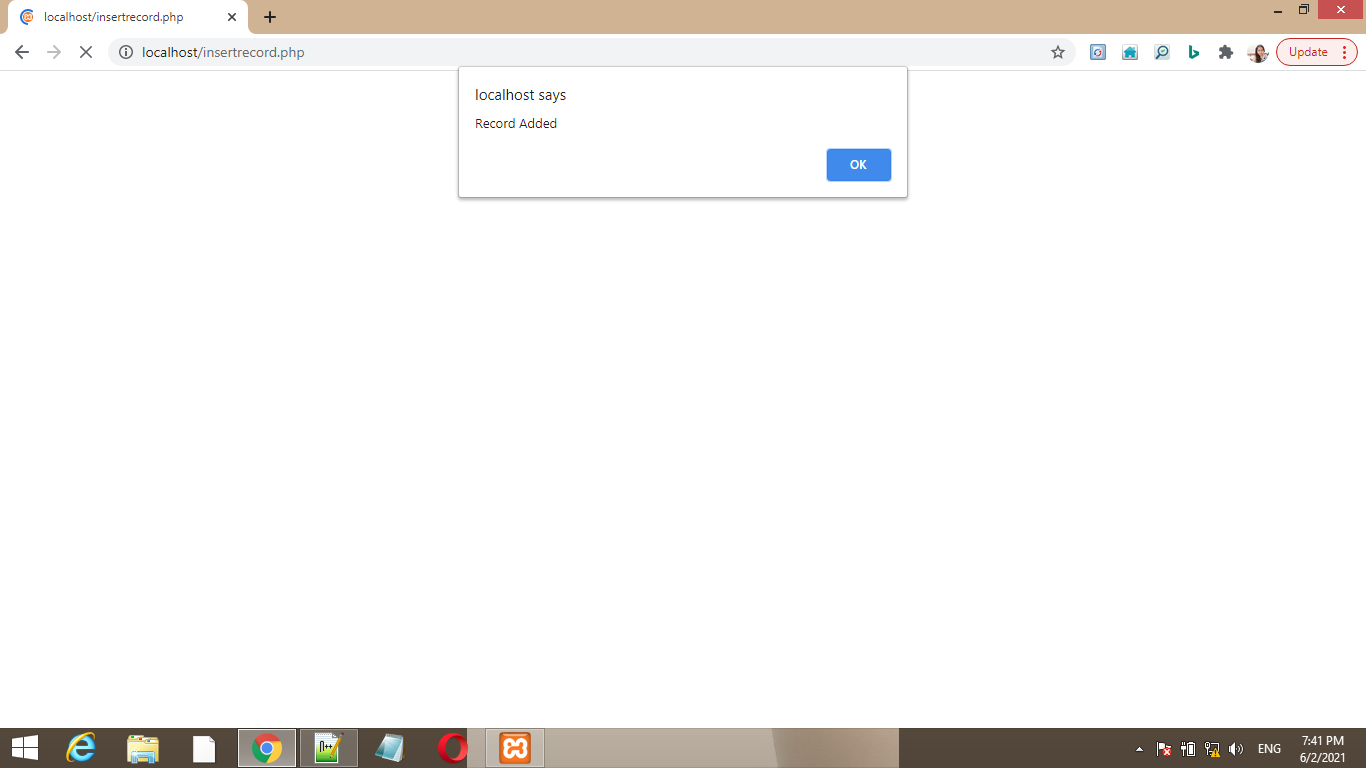 localhost/insertrecord.php
localhost/insertrecord.php
Update
localhost says
Record Added
OK
ENG
7:41 PM
6/2/2021